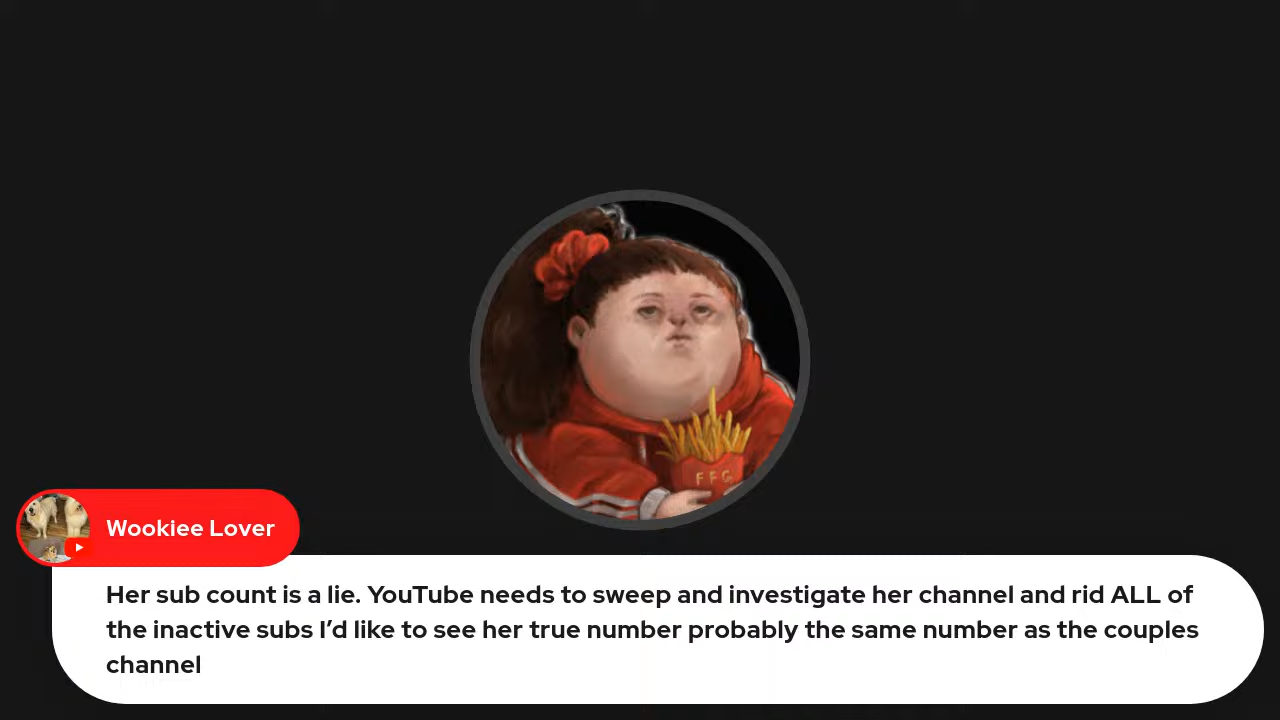 FFG
Wookiee Lover
Her sub count is a lie. YouTube needs to sweep and investigate her channel and rid ALL of
the inactive subs I’d like to see her true number probably the same number as the couples
channel